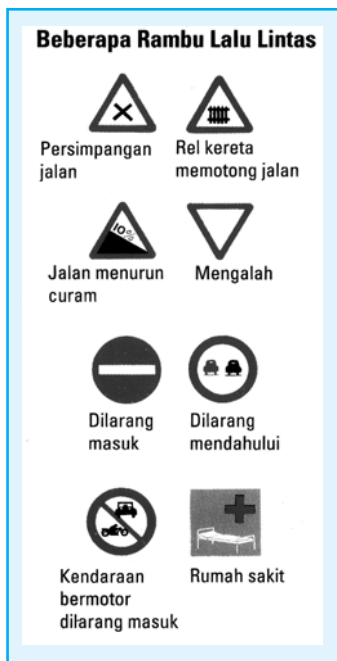 Beberapa Rambu Lalu Lintas
Persimpangan
jalan
Rel kereta
memotong jalan
10%
Jalan menurun
curam
Mengalah
Dilarang
masuk
Dilarang
mendahului
Kendaraan
bermotor
dilarang masuk
Rumah sakit